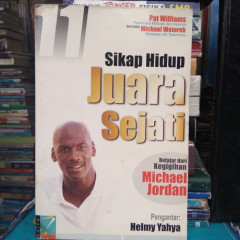 11
Pat Williams
Michael Weinreb
Sikap Hidup
Juara
Sejati
Belajar dari
Kegigihan
Michael
Jordan
Pengantar:
Helmy Yahya